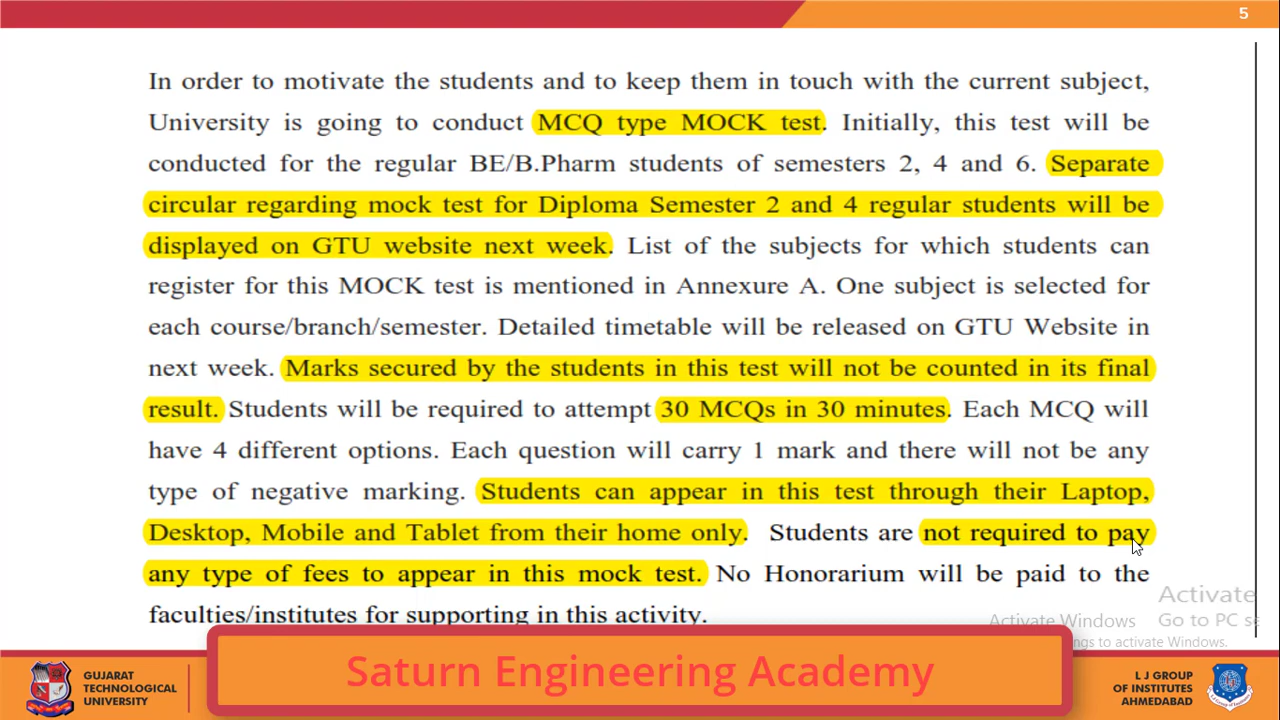 5
In order to motivate the students and to keep them in touch with the current subject,
University is going to conduct MCQ type MOCK test. Initially, this test will be
conducted for the regular BE/B.Pharm students of semesters 2, 4 and 6. Separate
circular regarding mock test for Diploma Semester 2 and 4 regular students will be
displayed on GTU website next week. List of the subjects for which students can
register for this MOCK test is mentioned in Annexure A. One subject is selected for
each course/branch/semester. Detailed timetable will be released on GTU Website in
next week. Marks secured by the students in this test will not be counted in its final
result. Students will be required to attempt 30 MCQs in 30 minutes. Each MCQ will
have 4 different options. Each question will carry 1 mark and there will not be any
type of negative marking. Students can appear in this test through their Laptop,
Desktop, Mobile and Tablet from their home only. Students are not required to pay
any type of fees to appear in this mock test. No Honorarium will be paid to the
faculties/institutes for supporting in this activity.
Activate
Activate Windows
Go to PC se
ngs to activate Windows.
Saturn Engineering Academy
GUJARAT
TECHNOLOGICAL
UNIVERSITY
L J GROUP
OF INSTITUTES
AHMEDABAD